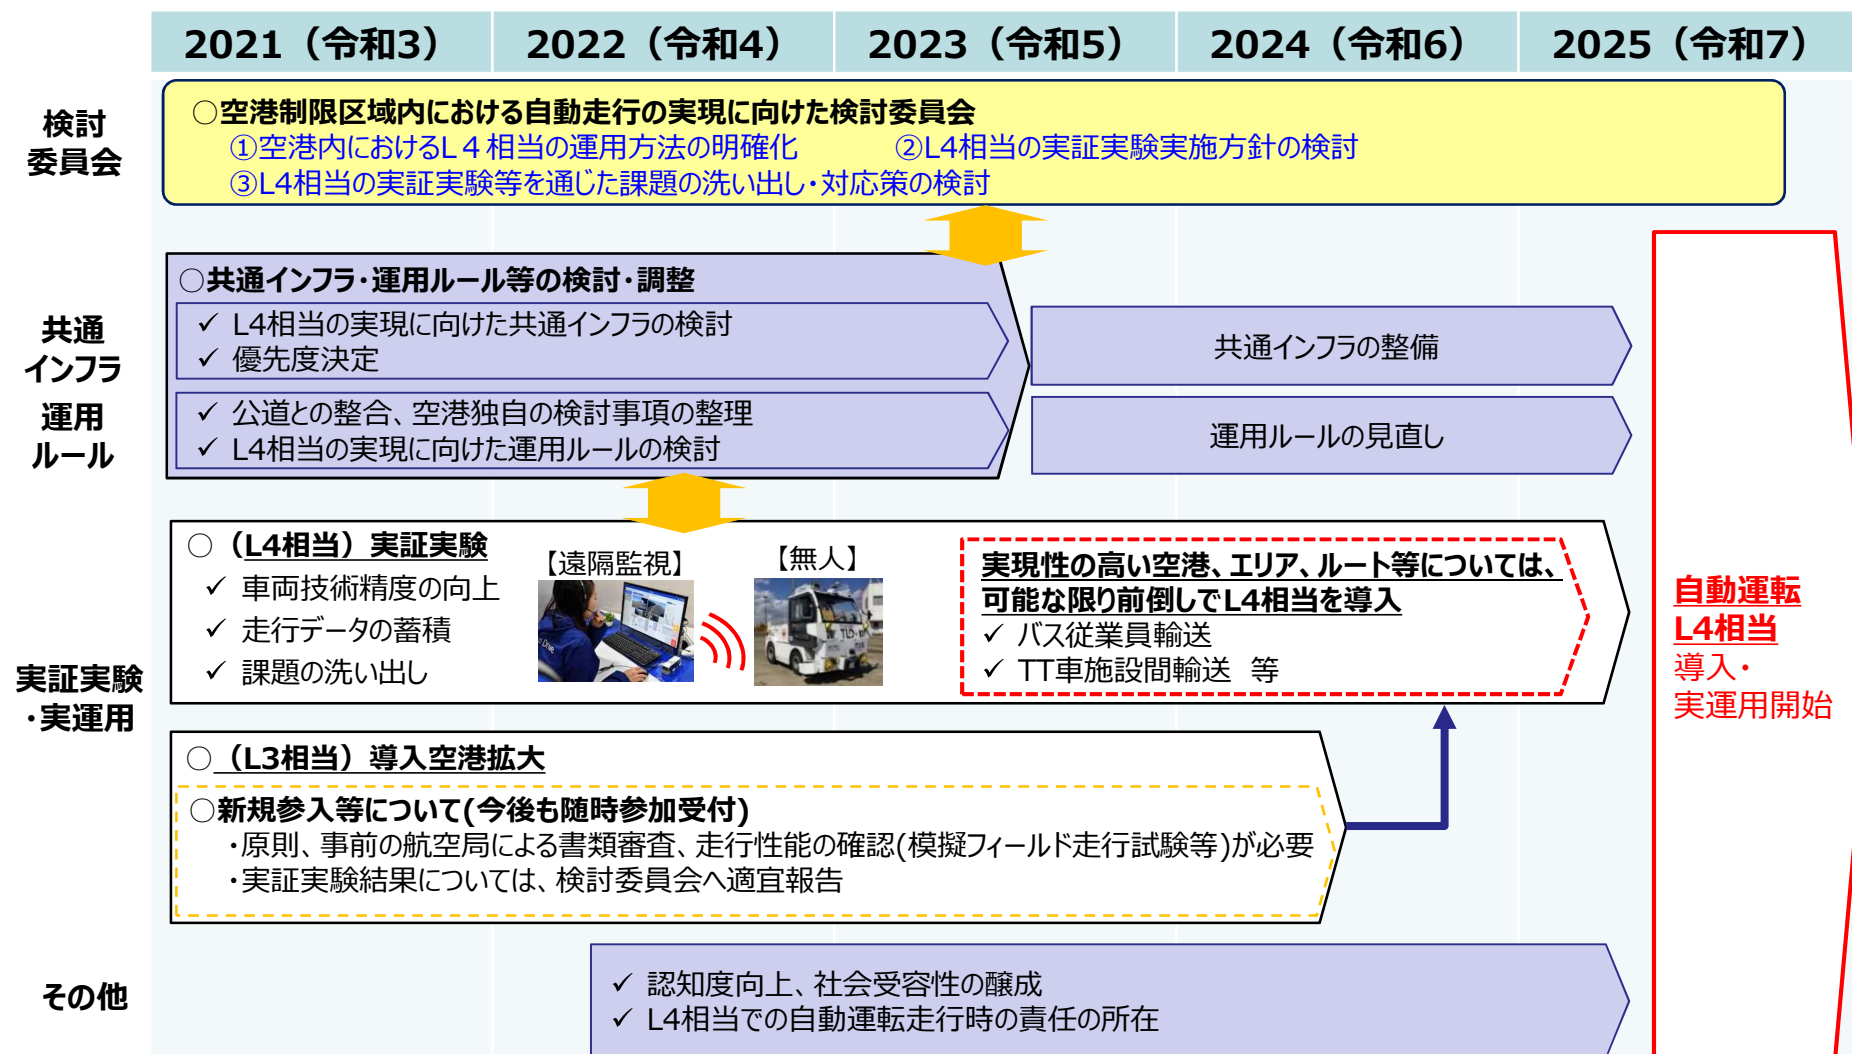 2021（令和3）
2022（令和4）
2023（令和5）
2024（令和6）
2025（令和7）
検討
委員会
○空港制限区域内における自動走行の実現に向けた検討委員会
①空港内におけるL４相当の運用方法の明確化　②L4相当の実証実験実施方針の検討
③L4相当の実証実験等を通じた課題の洗い出し・対応策の検討
共通
インフラ
運用
ルール
○共通インフラ・運用ルール等の検討・調整
✓ L4相当の実現に向けた共通インフラの検討
✓ 優先度決定
✓ 公道との整合、空港独自の検討事項の整理
✓ L4相当の実現に向けた運用ルールの検討
共通インフラの整備
運用ルールの見直し
実証実験
・実運用
○（L4相当）実証実験
✓ 車両技術精度の向上
✓ 走行データの蓄積
✓ 課題の洗い出し
【遠隔監視】
【無人】
TLD
実現性の高い空港、エリア、ルート等については、
可能な限り前倒しでL4相当を導入
✓ バス従業員輸送
✓ TT車施設間輸送　等
○（L3相当）導入空港拡大
○新規参入等について(今後も随時参加受付)
・原則、事前の航空局による書類審査、走行性能の確認(模擬フィールド走行試験等)が必要
・実証実験結果については、検討委員会へ適宜報告
自動運転
L4相当
導入・
実運用開始
その他
✓ 認知度向上、社会受容性の醸成
✓ L4相当での自動運転走行時の責任の所在